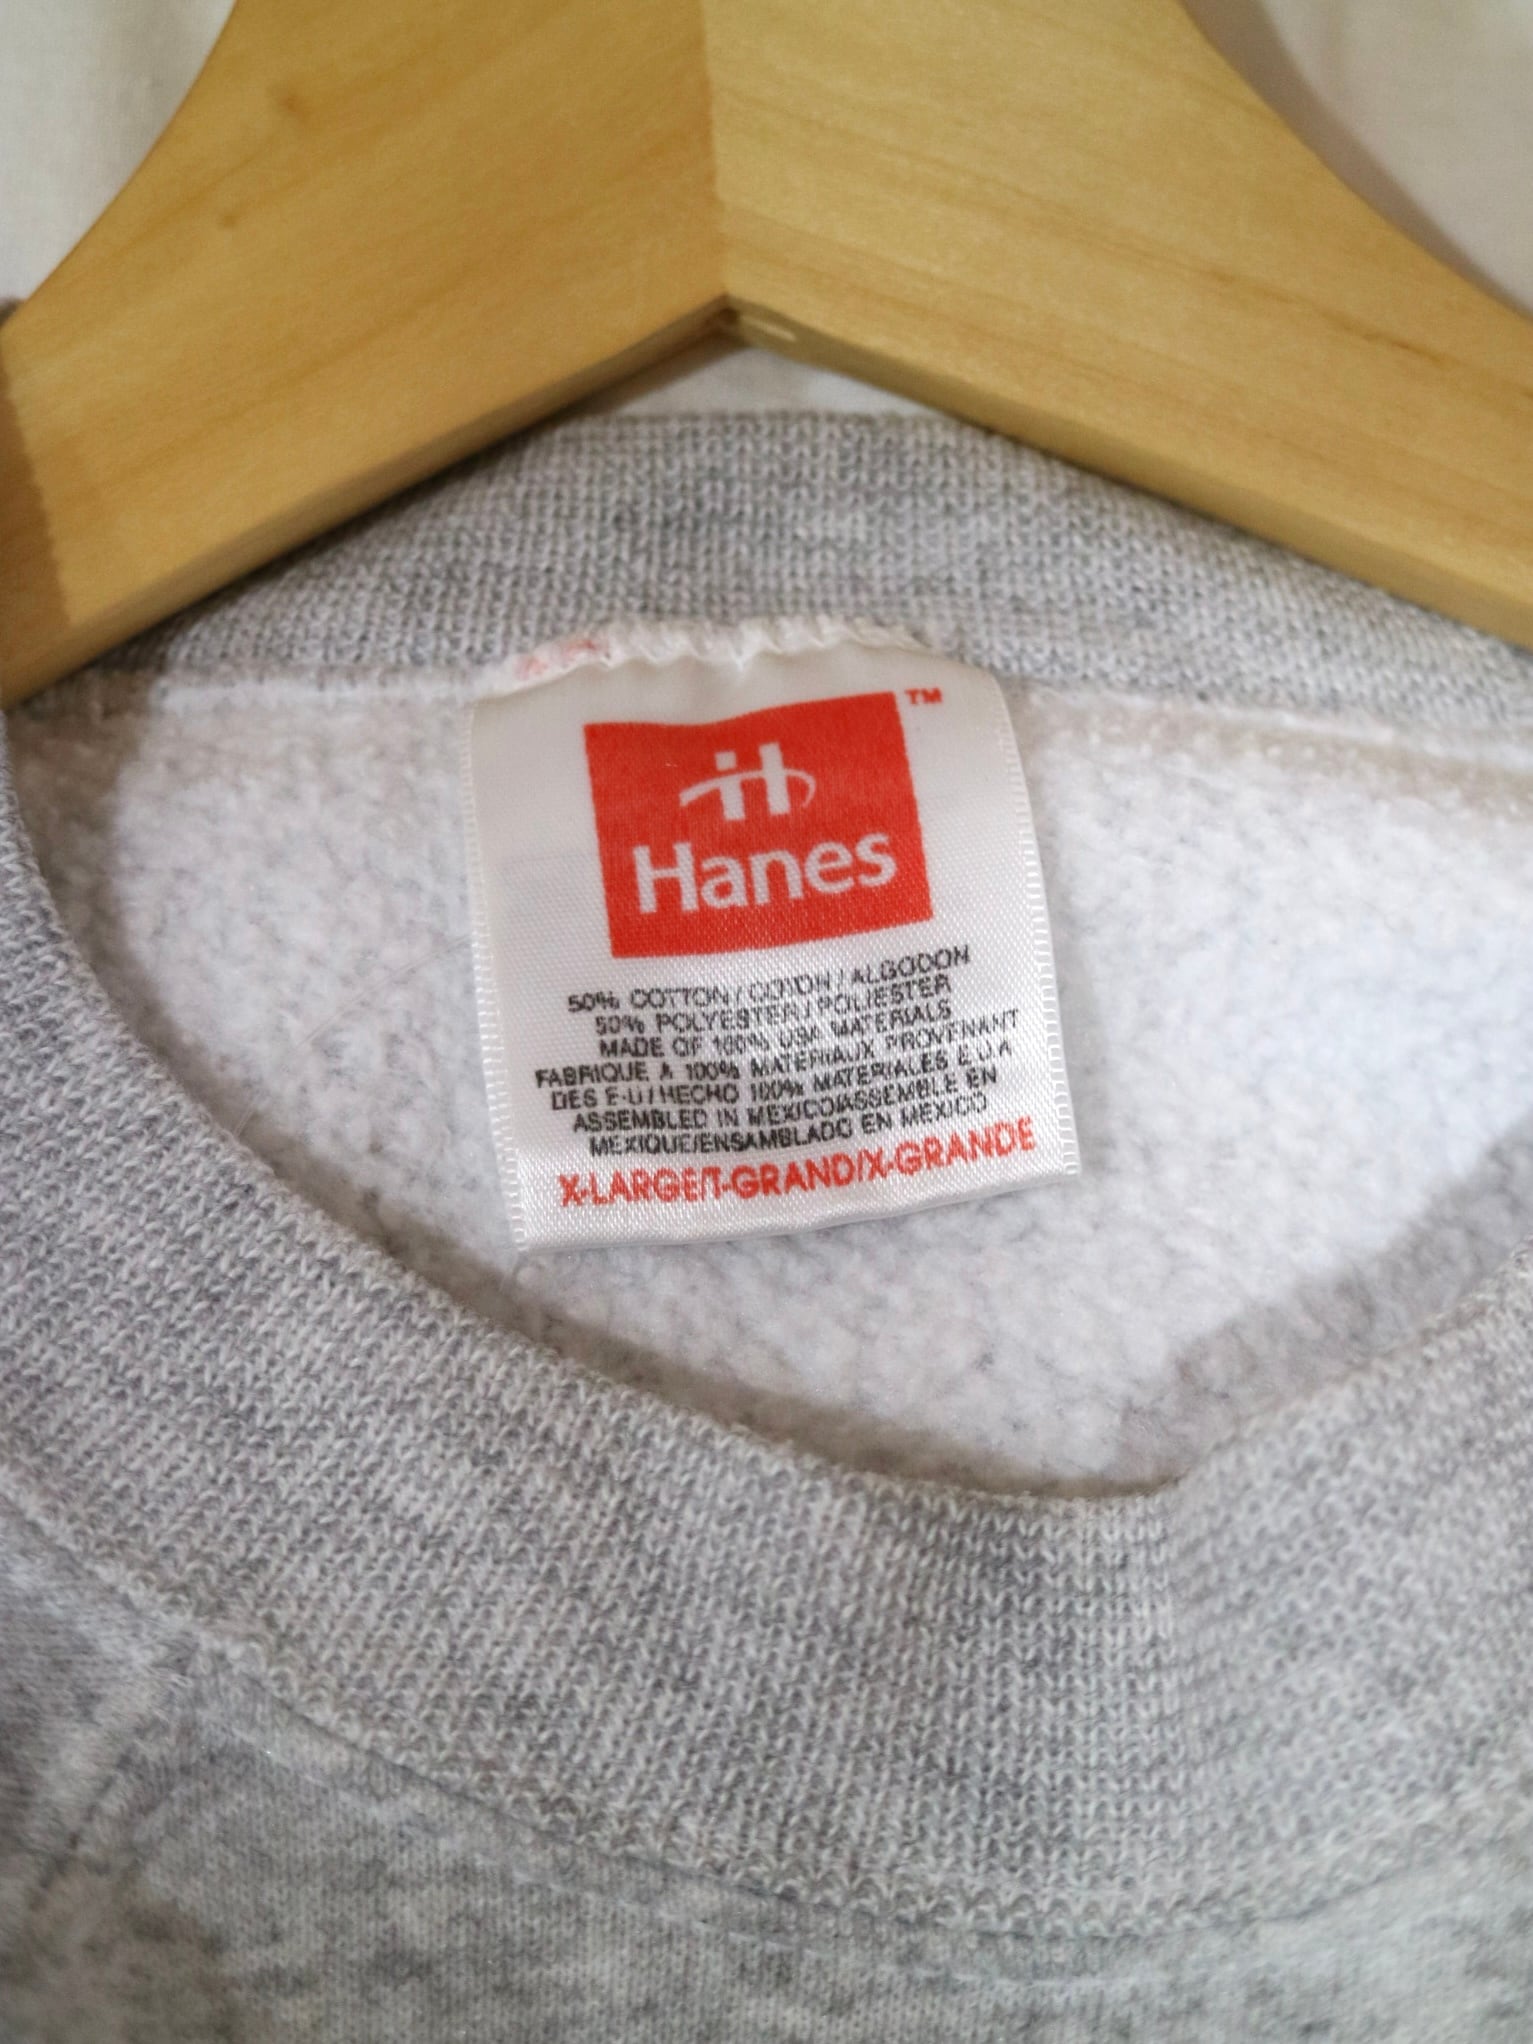 TM
H
Hanes
50% COTTON/COTON/ALGODON
50% POLYESTER/POLIESTER
MADE OF 100% USA MATERIALS
FABRIQUE A 100% MATERIAUX PROVENANT
DES E-U/HECHO 100% MATERIALES E.U.A
ASSEMBLED IN MEXICO/ASSEMBLE EN
MEXIQUE/ENSAMBLADO EN MEXICO
X-LARGE/T-GRAND/X-GRANDE